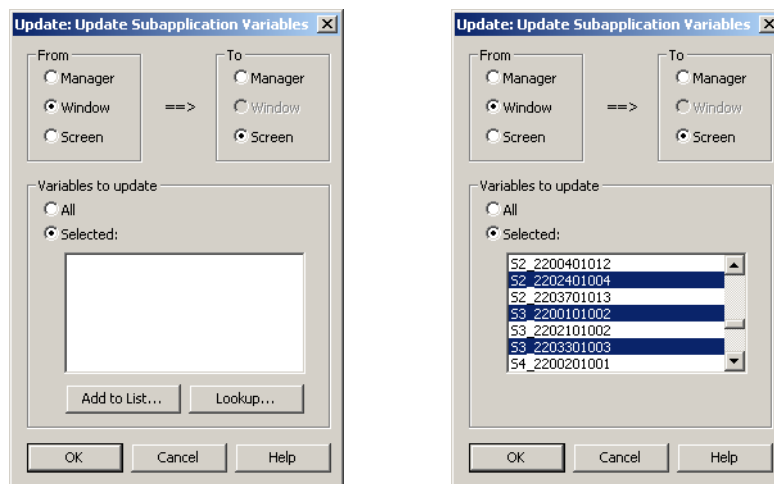 Update: Update Subapplication Variables
From
To
Manager
Manager
Window
==>
Window
Screen
Screen
Variables to update
All
Selected:
Add to List...
Lookup...
OK
Cancel
Help
Update: Update Subapplication Variables
From
To
Manager
Manager
Window
==>
Window
Screen
Screen
Variables to update
All
Selected:
S2_2200401012
S2_2202401004
S2_2203701013
S3_2200101002
S3_2202101002
S3_2203301003
S4_2200201001
OK
Cancel
Help